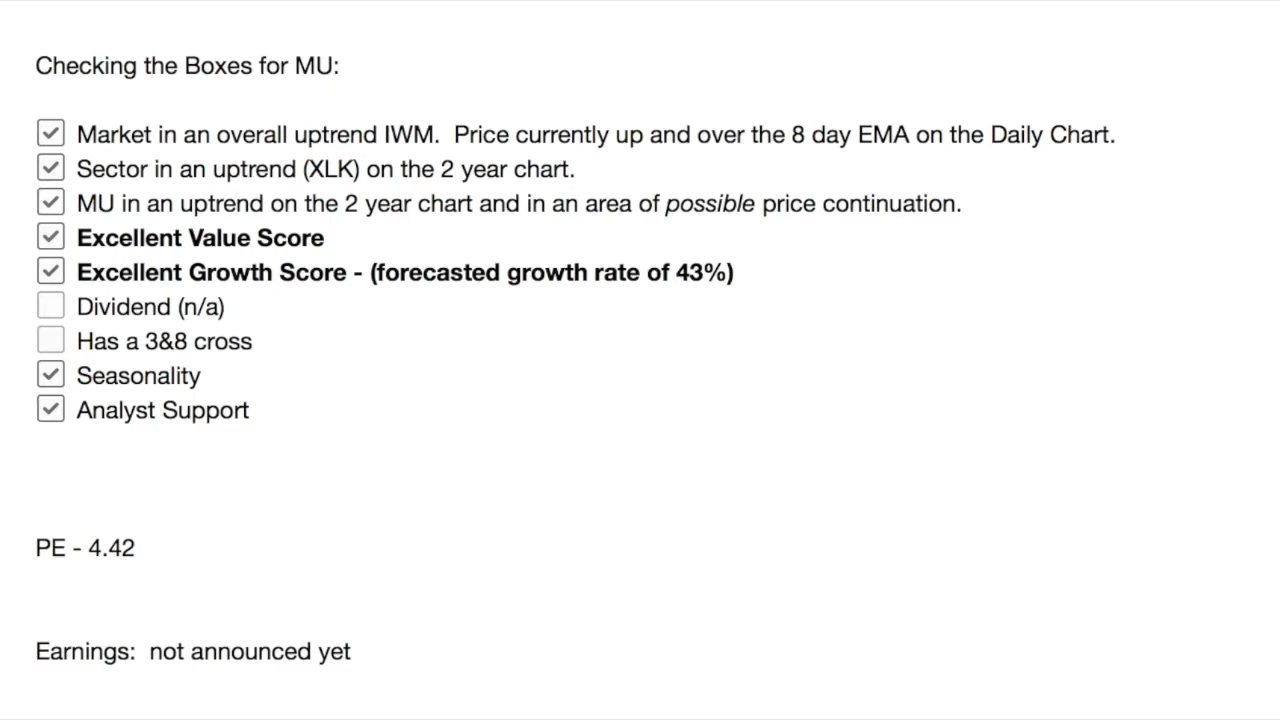 Checking the Boxes for MU:
Market in an overall uptrend IWM.  Price currently up and over the 8 day EMA on the Daily Chart.
Sector in an uptrend (XLK) on the 2 year chart.
MU in an uptrend on the 2 year chart and in an area of possible price continuation.
Excellent Value Score
Excellent Growth Score - (forecasted growth rate of 43%)
Dividend (n/a)
Has a 3&8 cross
Seasonality
Analyst Support
PE - 4.42
Earnings:  not announced yet